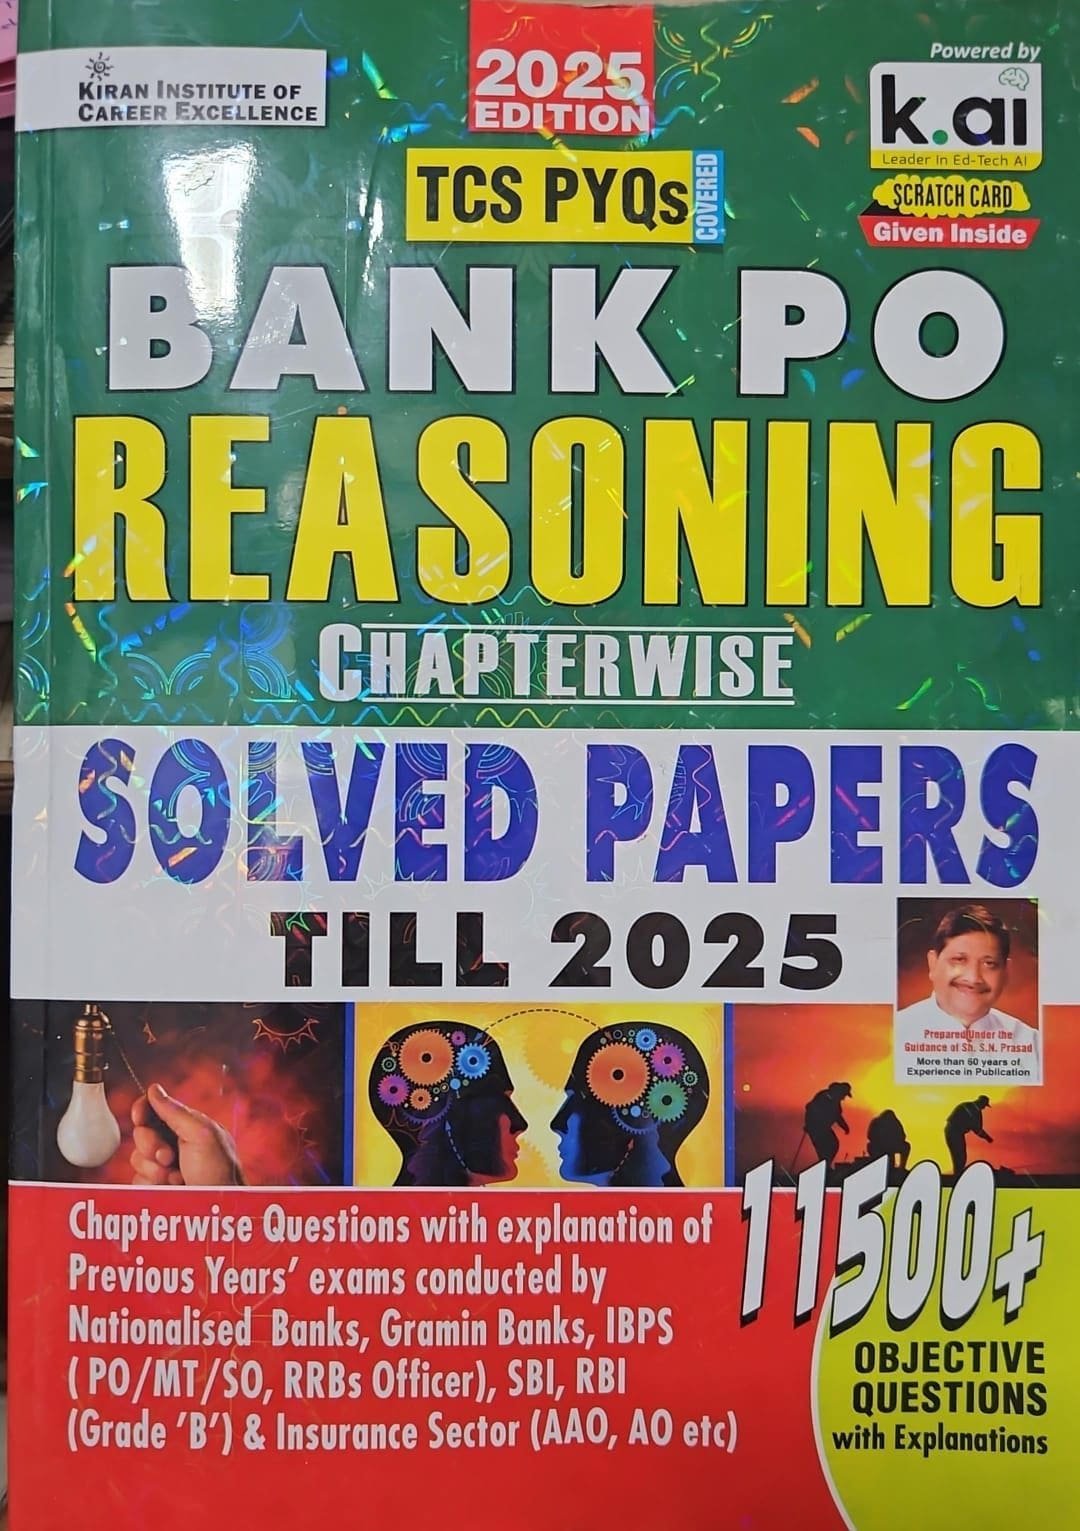 KIRAN INSTITUTE OF
CAREER EXCELLENCE
2025
EDITION
Powered by
k.ai
Leader in Ed-Tech AI
SCRATCH CARD
Given Inside
TCS PYQs
COVERED
BANK PO
REASONING
CHAPTERWISE
SOLVED PAPERS
TILL 2025
Prepared Under the
Guidance of Sh. S.N. Prasad
More than 60 years of
Experience in Publication
Chapterwise Questions with explanation of
Previous Years' exams conducted by
Nationalised Banks, Gramin Banks, IBPS
( PO/MT/SO, RRBs Officer), SBI, RBI
(Grade 'B') & Insurance Sector (AAO, AO etc)
11500+
OBJECTIVE
QUESTIONS
with Explanations